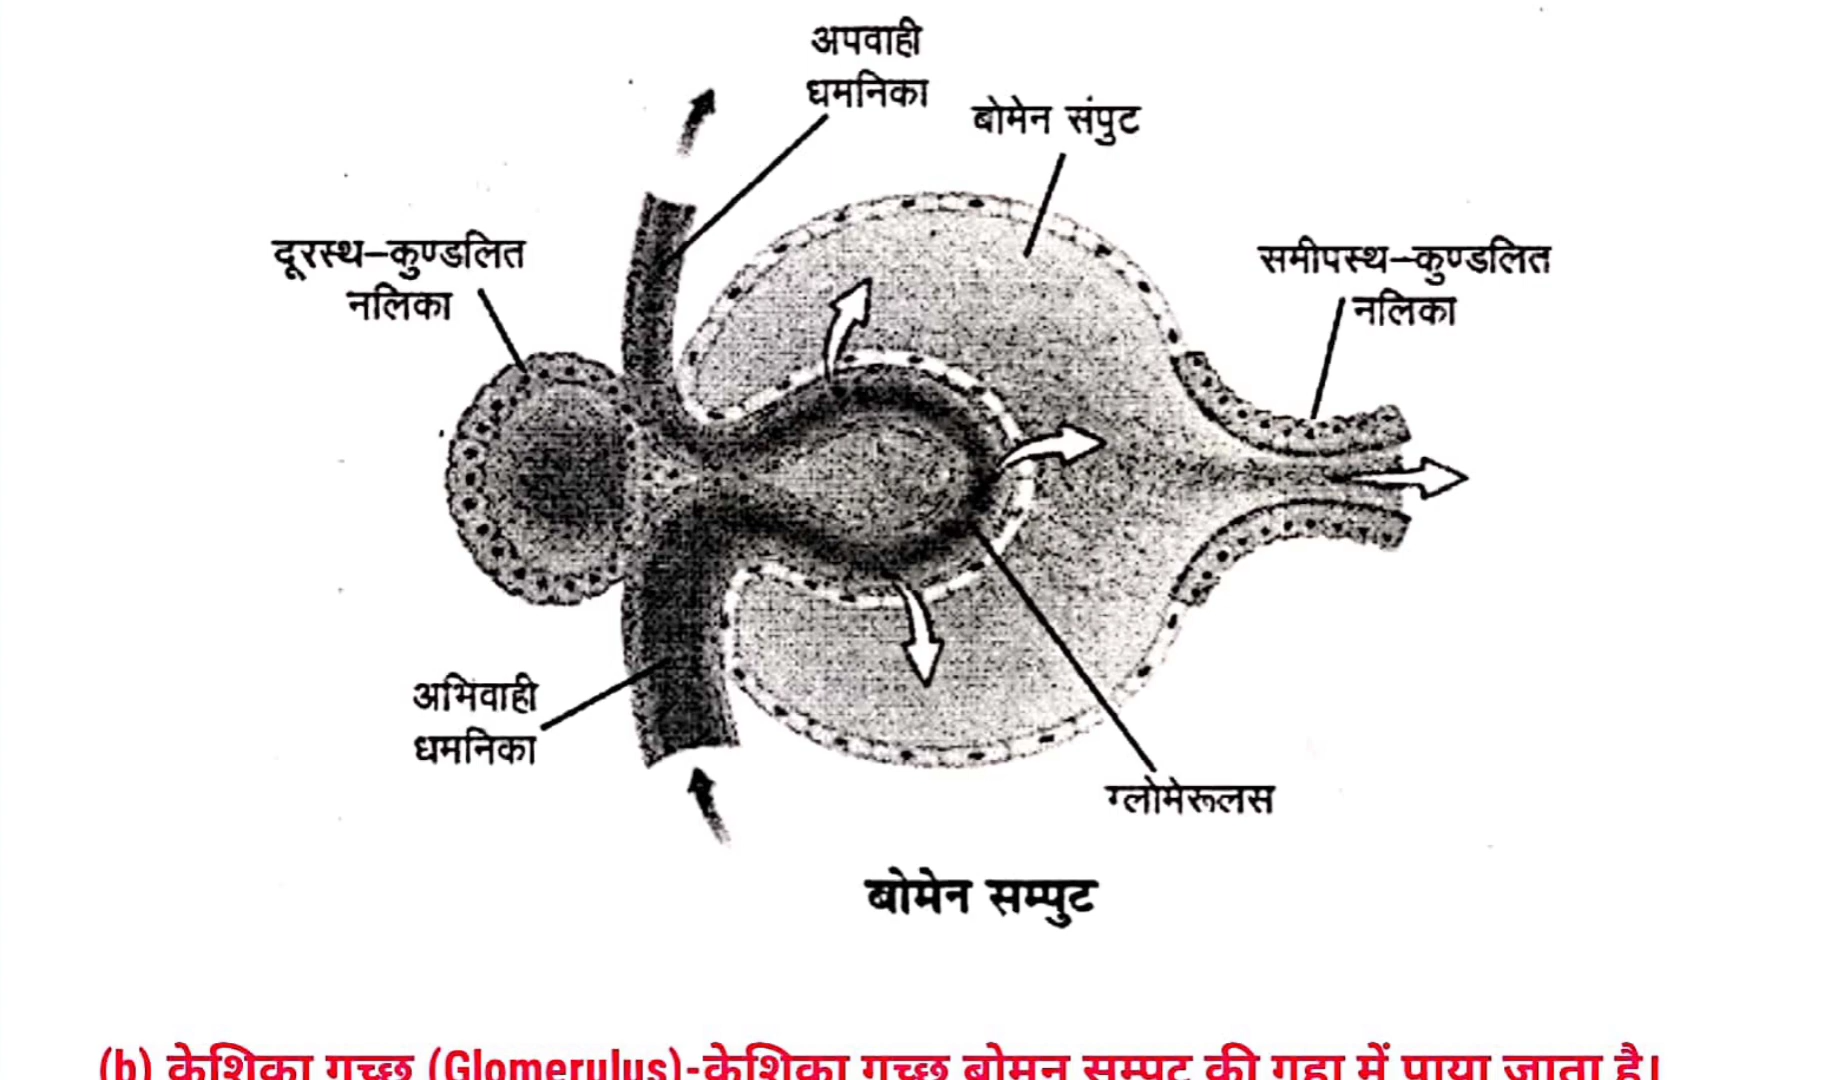 अपवाही
धमनिका
बोमेन संपुट
दूरस्थ–कुण्डलित
नलिका
समीपस्थ–कुण्डलित
नलिका
अभिवाही
धमनिका
ग्लोमेरूलस
बोमेन सम्पुट
(b) केशिका गुच्छ (Glomerulus)-केशिका गुच्छ बोमन सम्पुट की गुहा में पाया जाता है।